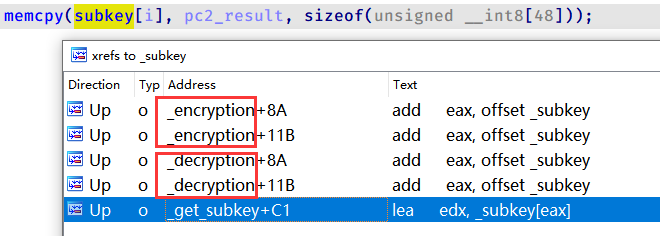 memcpy(subkey[i], pc2_result, sizeof(unsigned __int8[48]));
xrefs to _subkey
Direction Typ Address Text
Up o _encryption+8A add eax, offset _subkey
Up o _encryption+11B add eax, offset _subkey
Up o _decryption+8A add eax, offset _subkey
Up o _decryption+11B add eax, offset _subkey
Up o _get_subkey+C1 lea edx, _subkey[eax]